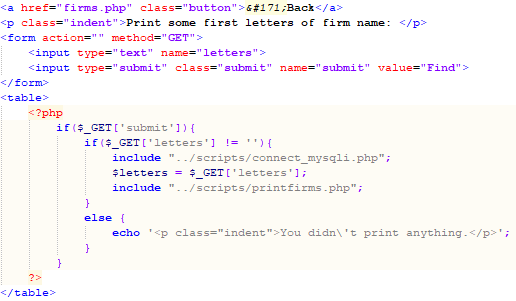 <a href="firms.php" class="button">&#171;Back</a>
<p class="indent">Print some first letters of firm name: </p>
<form action="" method="GET">
<input type="text" name="letters">
<input type="submit" class="submit" name="submit" value="Find">
</form>
<table>
<?php
if($_GET['submit']){
if($_GET['letters'] != ''){
include "../scripts/connect_mysqli.php";
$letters = $_GET['letters'];
include "../scripts/printfirms.php";
}
else {
echo '<p class="indent">You didn\'t print anything.</p>';
}
}
?>
</table>